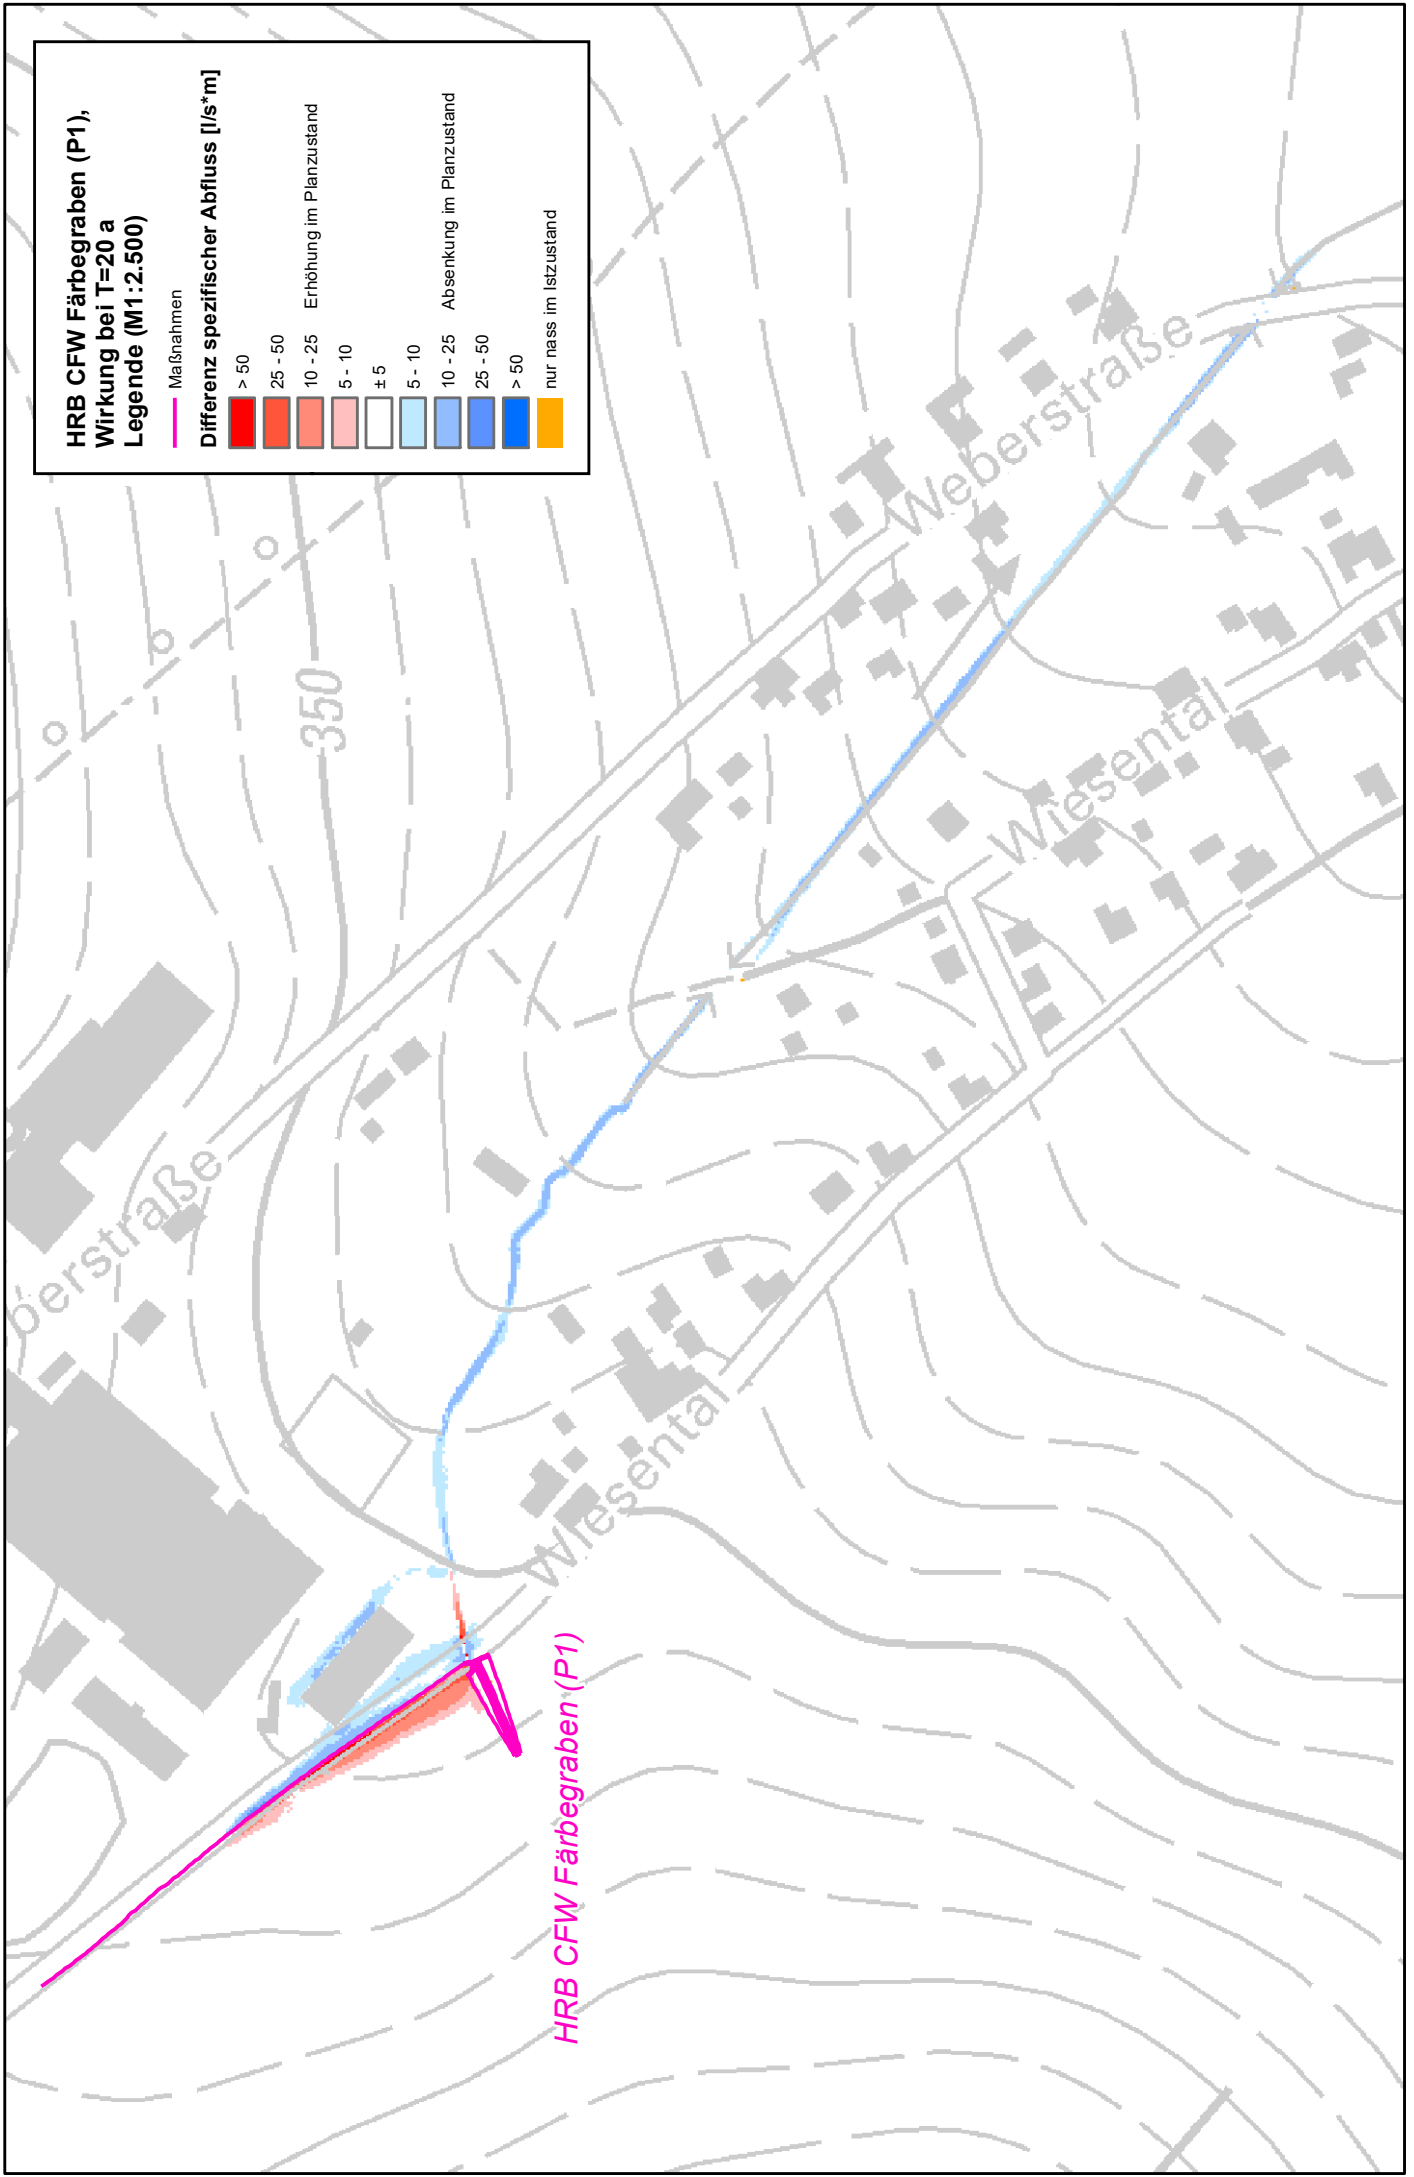 HRB CFW Färbegraben (P1),
Wirkung bei T=20 a
Legende (M1:2.500)
Maßnahmen
Differenz spezifischer Abfluss [l/s*m]
> 50
25 - 50
10 - 25 Erhöhung im Planzustand
5 - 10
± 5
5 - 10
10 - 25 Absenkung im Planzustand
25 - 50
> 50
nur nass im Istzustand
350
berstraße
Weberstraße
Wiesental
Wiesental
HRB CFW Färbegraben (P1)